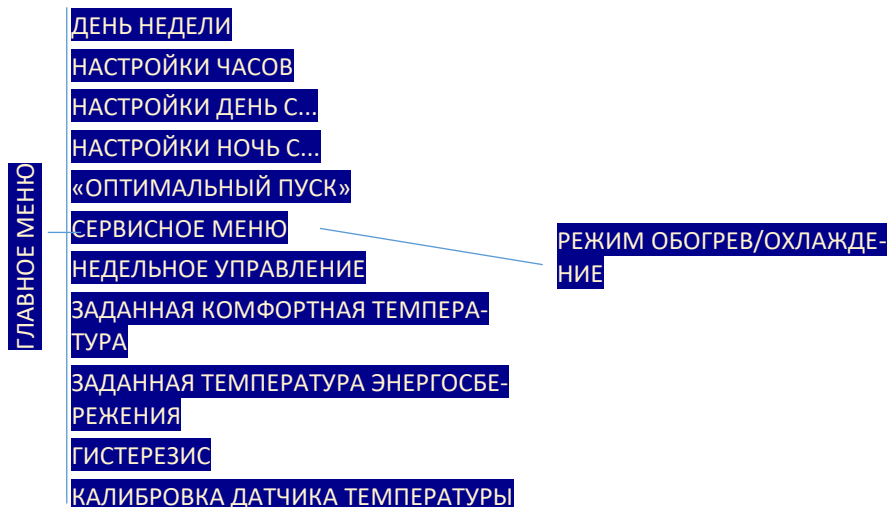 ГЛАВНОЕ МЕНЮ
ДЕНЬ НЕДЕЛИ
НАСТРОЙКИ ЧАСОВ
НАСТРОЙКИ ДЕНЬ С...
НАСТРОЙКИ НОЧЬ С...
«ОПТИМАЛЬНЫЙ ПУСК»
СЕРВИСНОЕ МЕНЮ
НЕДЕЛЬНОЕ УПРАВЛЕНИЕ
ЗАДАННАЯ КОМФОРТНАЯ ТЕМПЕРА-
ТУРА
ЗАДАННАЯ ТЕМПЕРАТУРА ЭНЕРГОСБЕ-
РЕЖЕНИЯ
ГИСТЕРЕЗИС
КАЛИБРОВКА ДАТЧИКА ТЕМПЕРАТУРЫ
РЕЖИМ ОБОГРЕВ/ОХЛАЖДЕ-
НИЕ